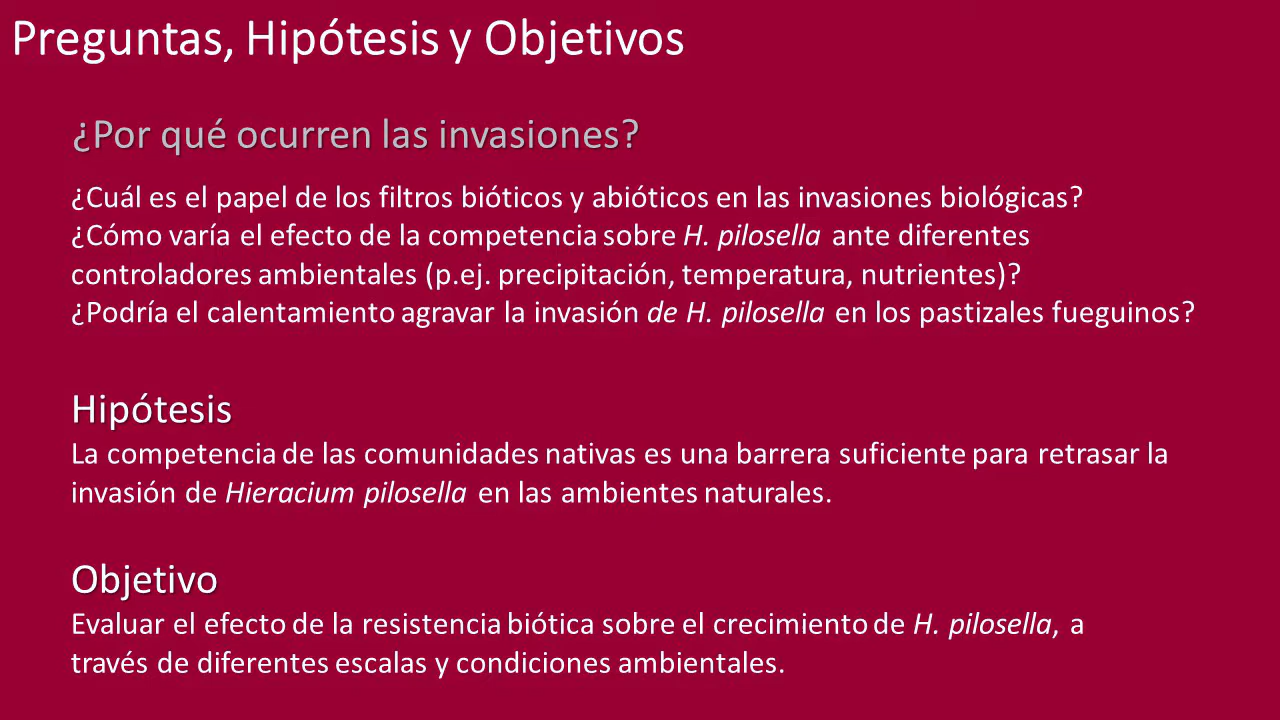 Preguntas, Hipótesis y Objetivos
¿Por qué ocurren las invasiones?
¿Cuál es el papel de los filtros bióticos y abióticos en las invasiones biológicas?
¿Cómo varía el efecto de la competencia sobre H. pilosella ante diferentes
controladores ambientales (p.ej. precipitación, temperatura, nutrientes)?
¿Podría el calentamiento agravar la invasión de H. pilosella en los pastizales fueguinos?
Hipótesis
La competencia de las comunidades nativas es una barrera suficiente para retrasar la
invasión de Hieracium pilosella en las ambientes naturales.
Objetivo
Evaluar el efecto de la resistencia biótica sobre el crecimiento de H. pilosella, a
través de diferentes escalas y condiciones ambientales.